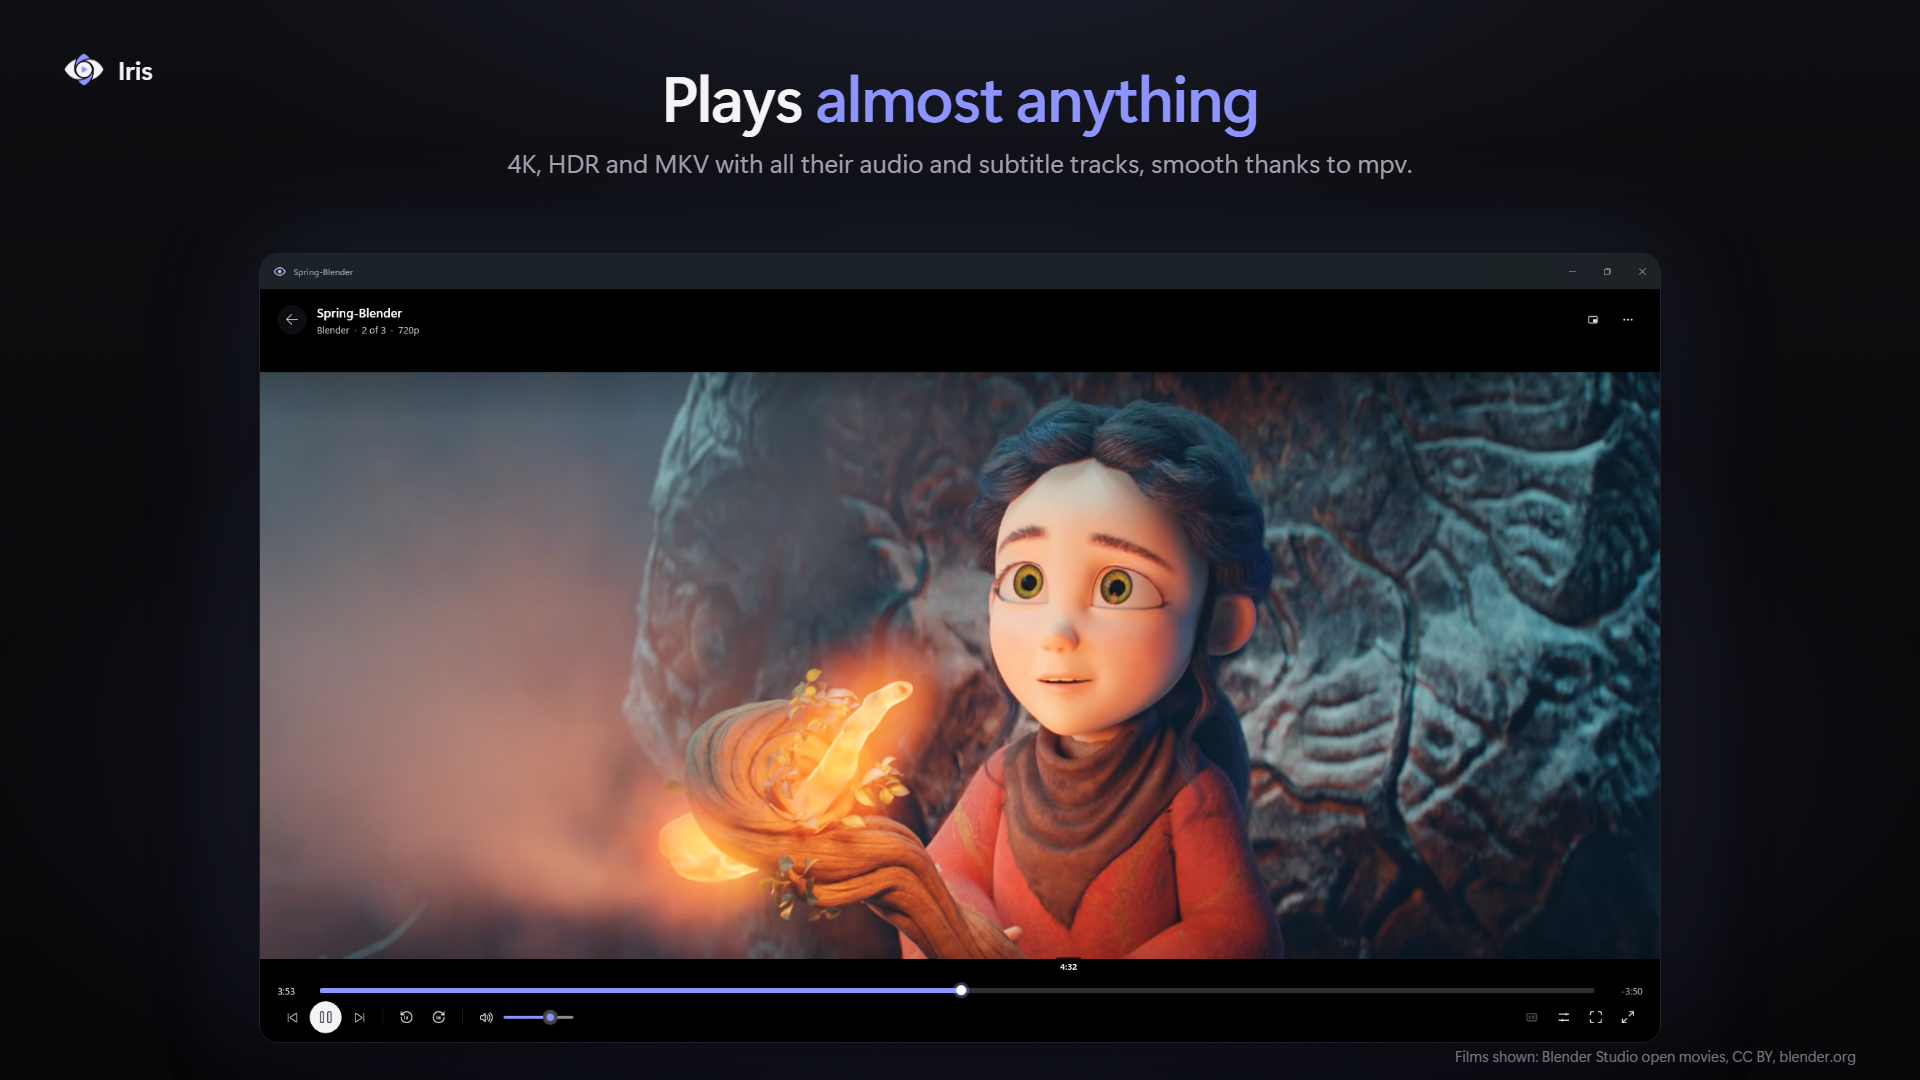 Iris
Plays almost anything
4K, HDR and MKV with all their audio and subtitle tracks, smooth thanks to mpv.
Spring-Blender
Spring-Blender
Blender · 2 of 3 · 720p
4:32
3:53
-3:50
Films shown: Blender Studio open movies, CC BY, blender.org